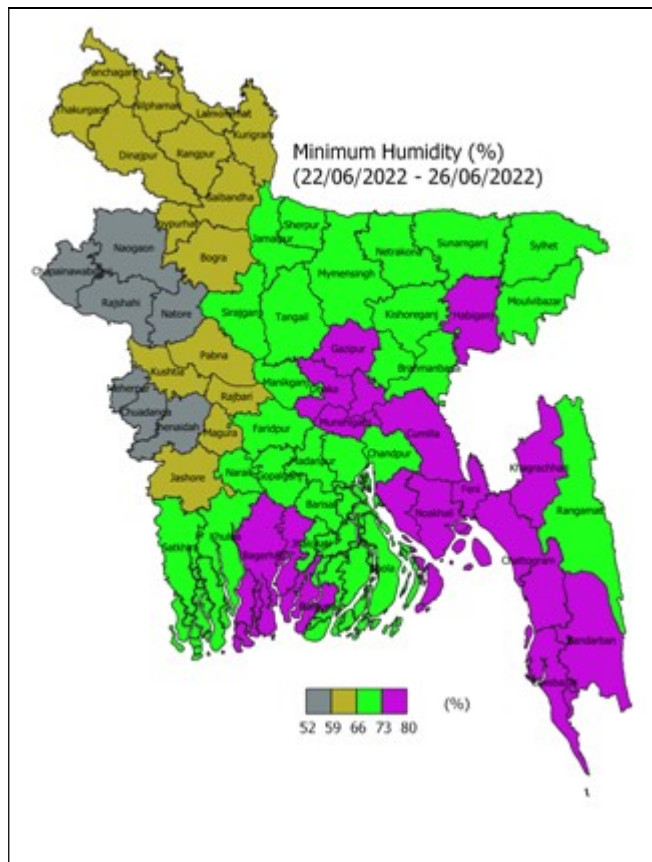 Panchagarh
Thakurgaon
Nilphamari
Lalmonirhat
Kurigram
Dinajpur
Rangpur
Minimum Humidity (%)
(22/06/2022 - 26/06/2022)
Gaibandha
Joypurhat
Sherpur
Jamalpur
Naogaon
Bogra
Mymensingh
Netrakona
Sunamganj
Sylhet
Chapainawabganj
Rajshahi
Natore
Sirajganj
Tangail
Kishoreganj
Habiganj
Moulvibazar
Pabna
Gazipur
Kushtia
Manikganj
Dhaka
Brahmanbaria
Meherpur
Rajbari
Chuadanga
Jhenaidah
Magura
Faridpur
Munshiganj
Cumilla
Jashore
Narail
Gopalganj
Madaripur
Chandpur
Khagrachhari
Feni
Noakhali
Rangamati
Satkhira
Khulna
Bagerhat
Barisal
Bhola
Chattogram
Bandarban
(%)
52 59 66 73 80